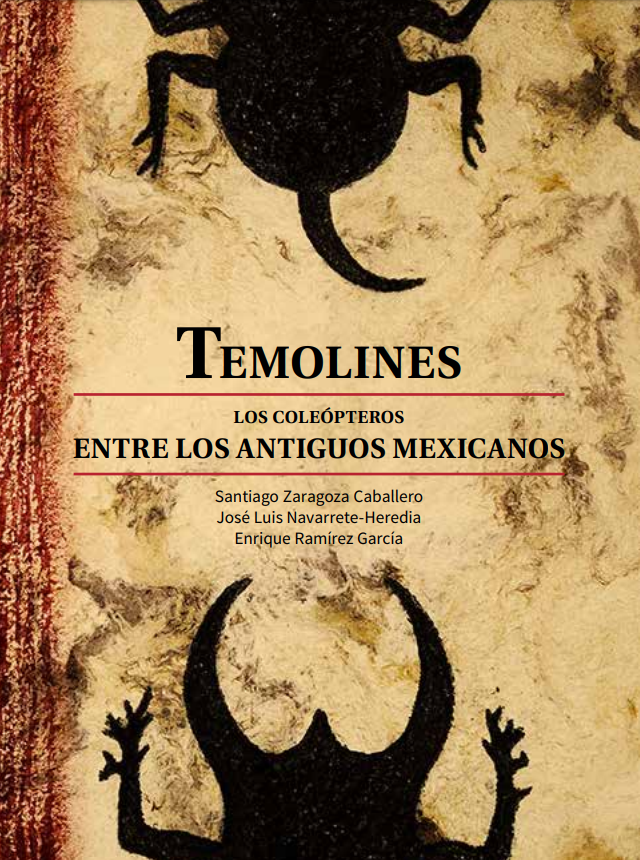 TEMOLINES
LOS COLEÓPTEROS
ENTRE LOS ANTIGUOS MEXICANOS
Santiago Zaragoza Caballero
José Luis Navarrete-Heredia
Enrique Ramírez García